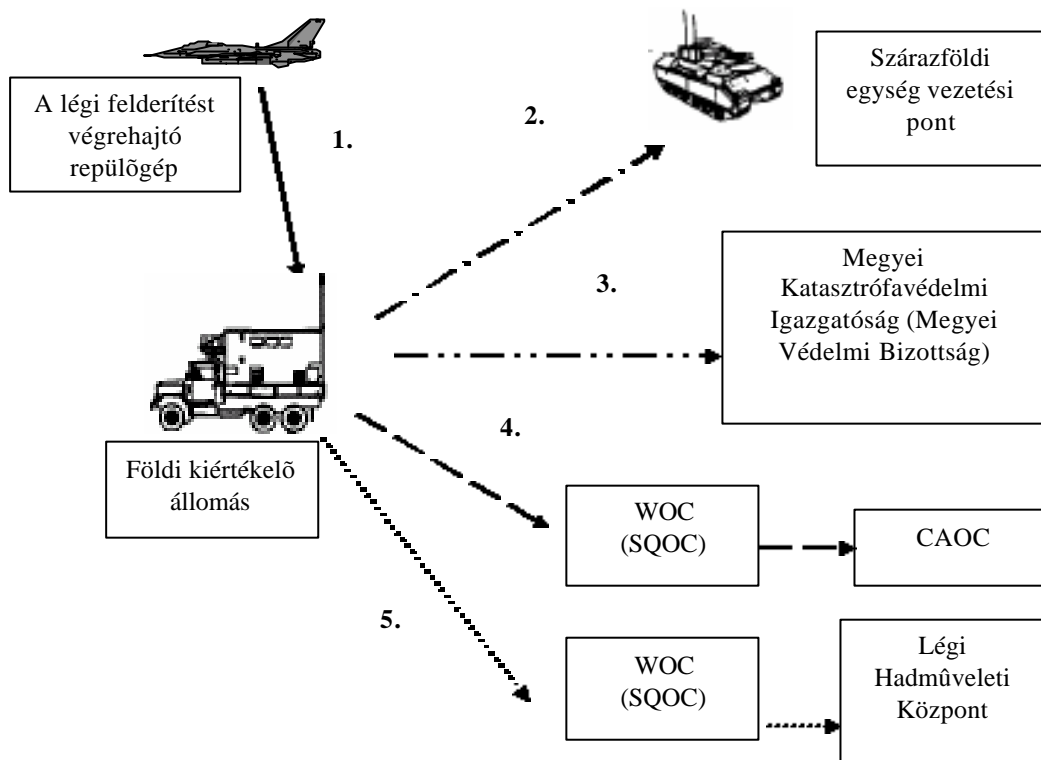 A légi felderítést
végrehajtó
repülõgép
1.
2.
Szárazföldi
egység vezetési
pont
3.
Megyei
Katasztrófavédelmi
Igazgatóság (Megyei
Védelmi Bizottság)
Földi kiértékelõ
állomás
4.
WOC
(SQOC)
CAOC
5.
WOC
(SQOC)
Légi
Hadmûveleti
Központ